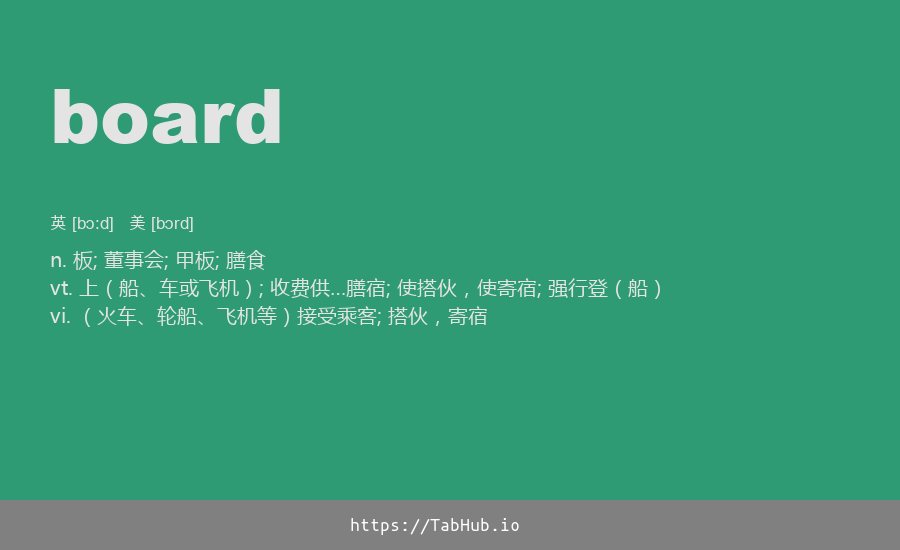 board
英 [bɔːd] 美 [bɔrd]
n. 板; 董事会; 甲板; 膳食
vt. 上（船、车或飞机）; 收费供…膳宿; 使搭伙，使寄宿; 强行登（船）
vi. （火车、轮船、飞机等）接受乘客; 搭伙，寄宿
https://TabHub.io